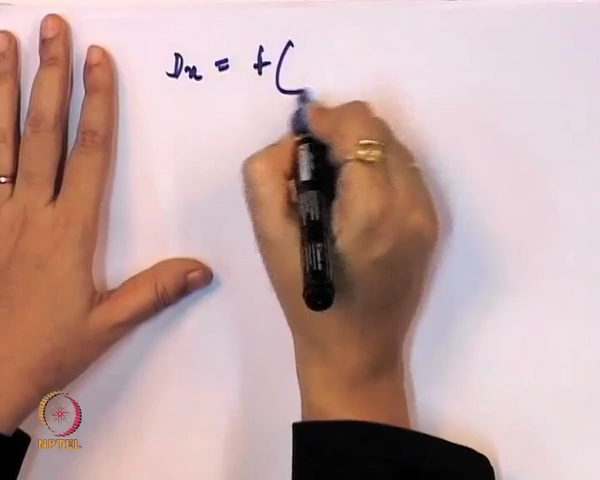 Dx = f(
NPTEL